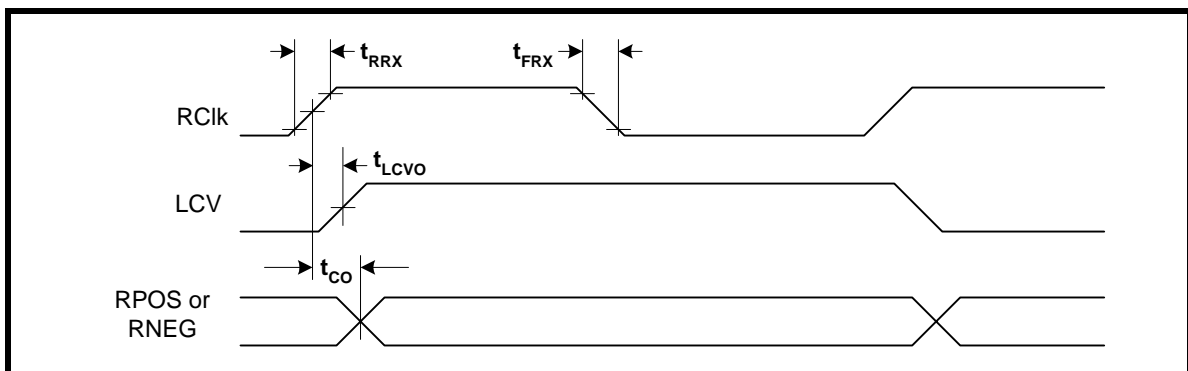 tRRX
tFRX
RClk
tLCVO
LCV
tCO
RPOS or
RNEG